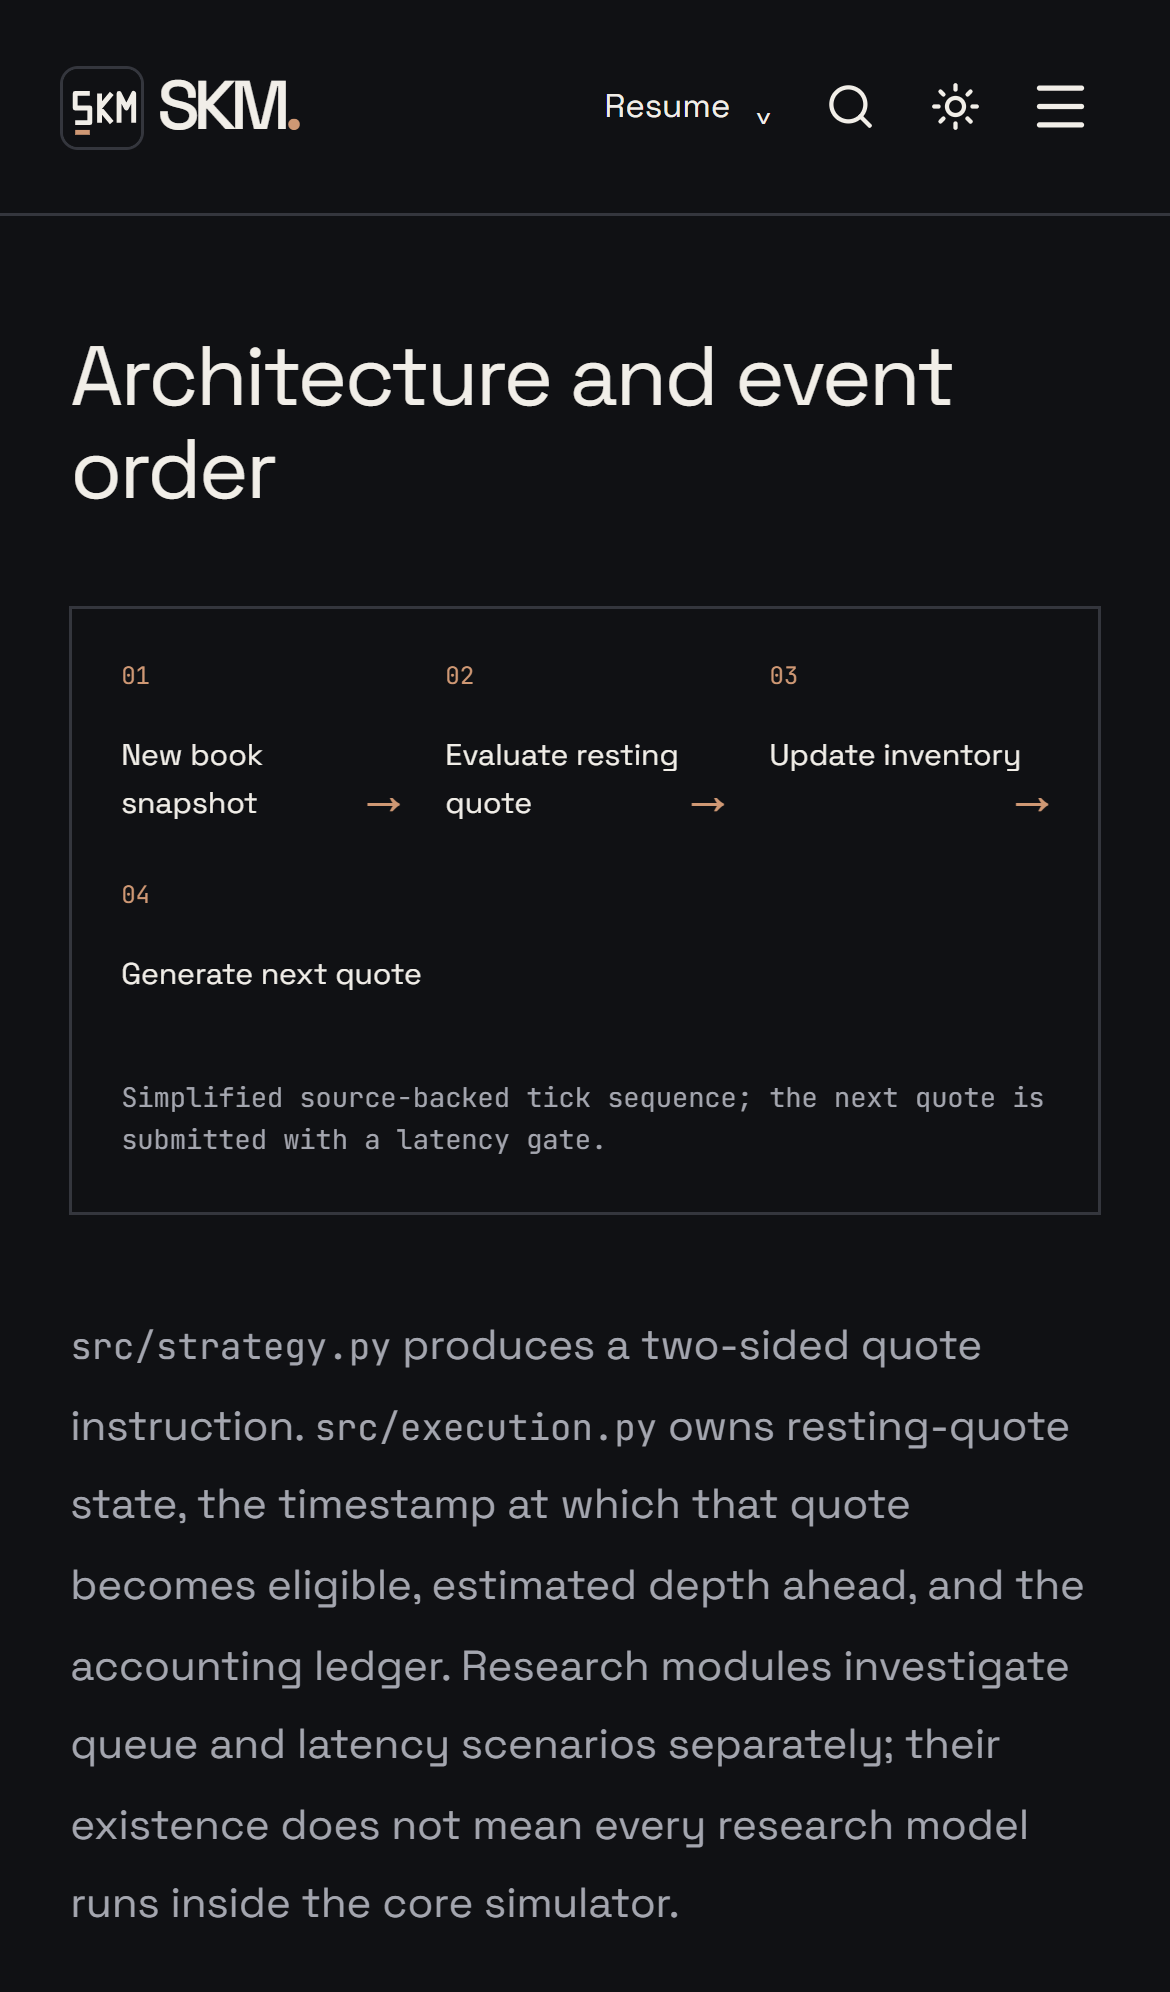 SKM SKM. Resume v
Architecture and event
order
01 02 03
New book Evaluate resting Update inventory
snapshot → quote → →
04
Generate next quote
Simplified source-backed tick sequence; the next quote is
submitted with a latency gate.
src/strategy.py produces a two-sided quote
instruction. src/execution.py owns resting-quote
state, the timestamp at which that quote
becomes eligible, estimated depth ahead, and the
accounting ledger. Research modules investigate
queue and latency scenarios separately; their
existence does not mean every research model
runs inside the core simulator.